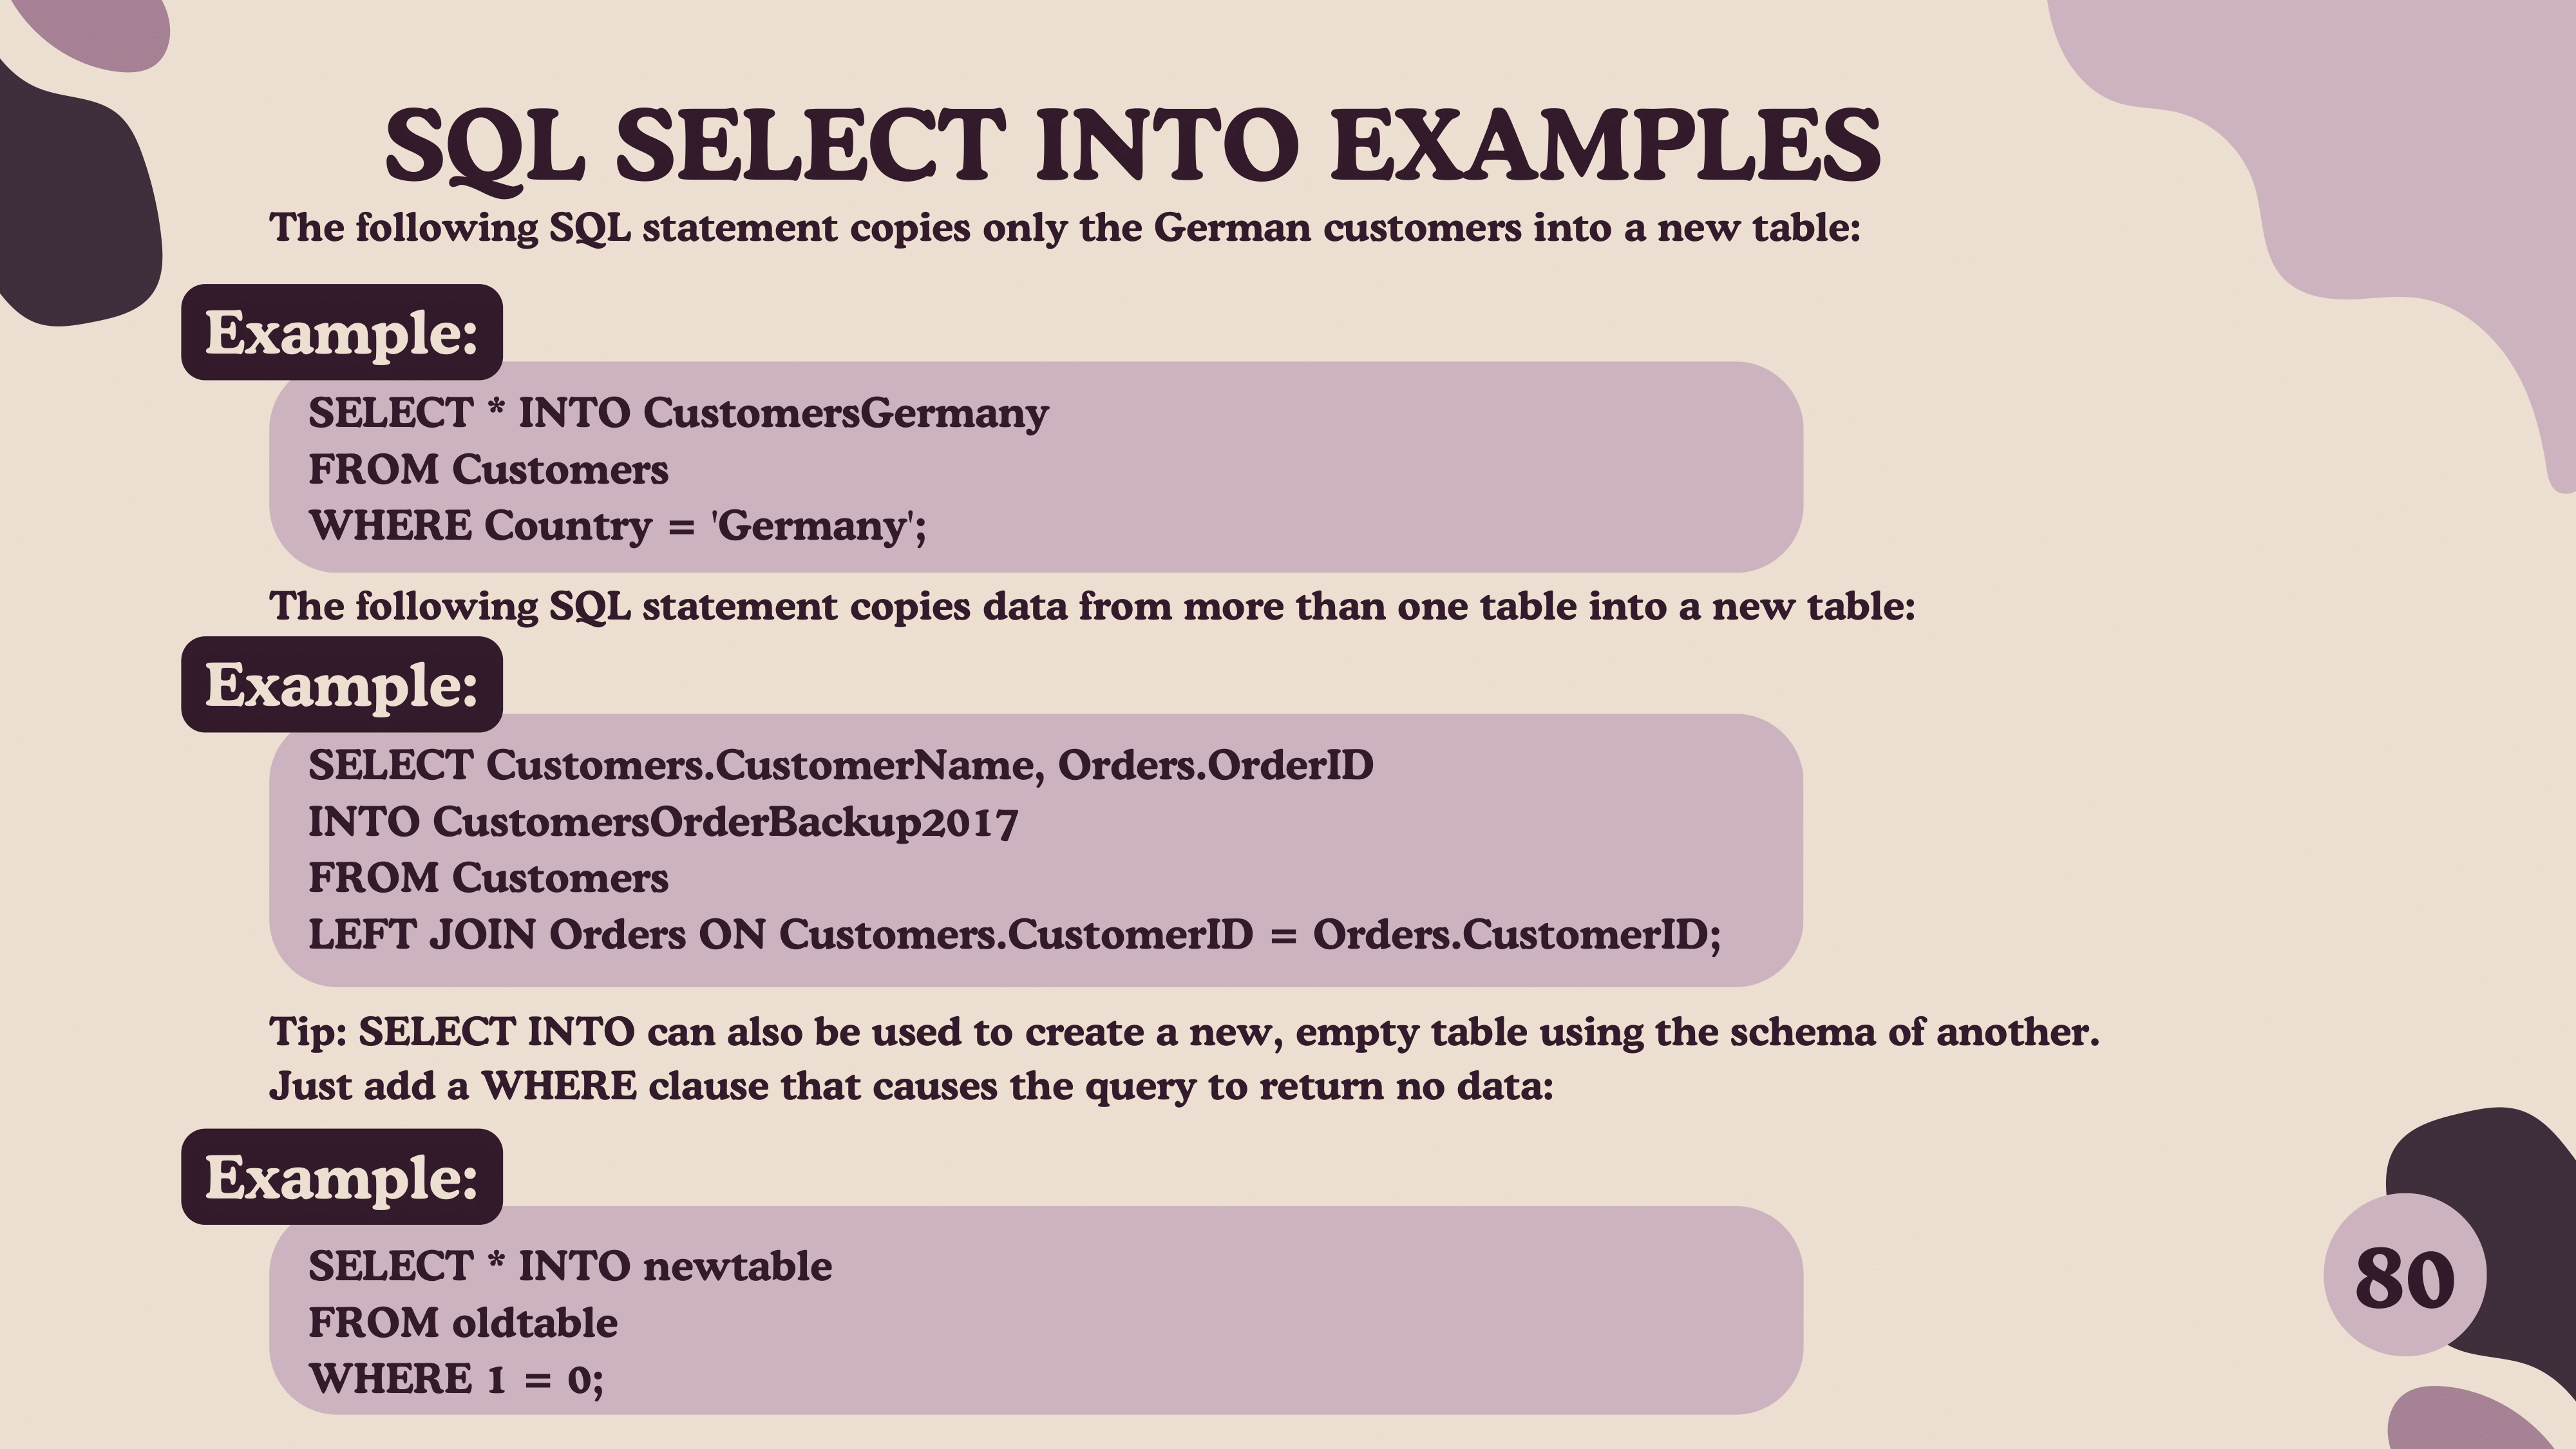 SQL SELECT INTO EXAMPLES
The following SQL statement copies only the German customers into a new table:
Example:
SELECT * INTO CustomersGermany
FROM Customers
WHERE Country = 'Germany';
The following SQL statement copies data from more than one table into a new table:
Example:
SELECT Customers.CustomerName, Orders.OrderID
INTO CustomersOrderBackup2017
FROM Customers
LEFT JOIN Orders ON Customers.CustomerID = Orders.CustomerID;
Tip: SELECT INTO can also be used to create a new, empty table using the schema of another.
Just add a WHERE clause that causes the query to return no data:
Example:
SELECT * INTO newtable
FROM oldtable
WHERE 1 = 0;
80